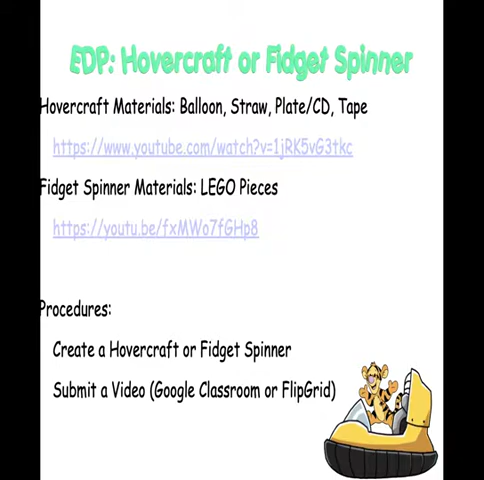 EDP: Hovercraft or Fidget Spinner
Hovercraft Materials: Balloon, Straw, Plate/CD, Tape
https://www.youtube.com/watch?v=1jRK5vG3tkc
Fidget Spinner Materials: LEGO Pieces
https://youtu.be/fxMWo7fGHp8
Procedures:
Create a Hovercraft or Fidget Spinner
Submit a Video (Google Classroom or FlipGrid)